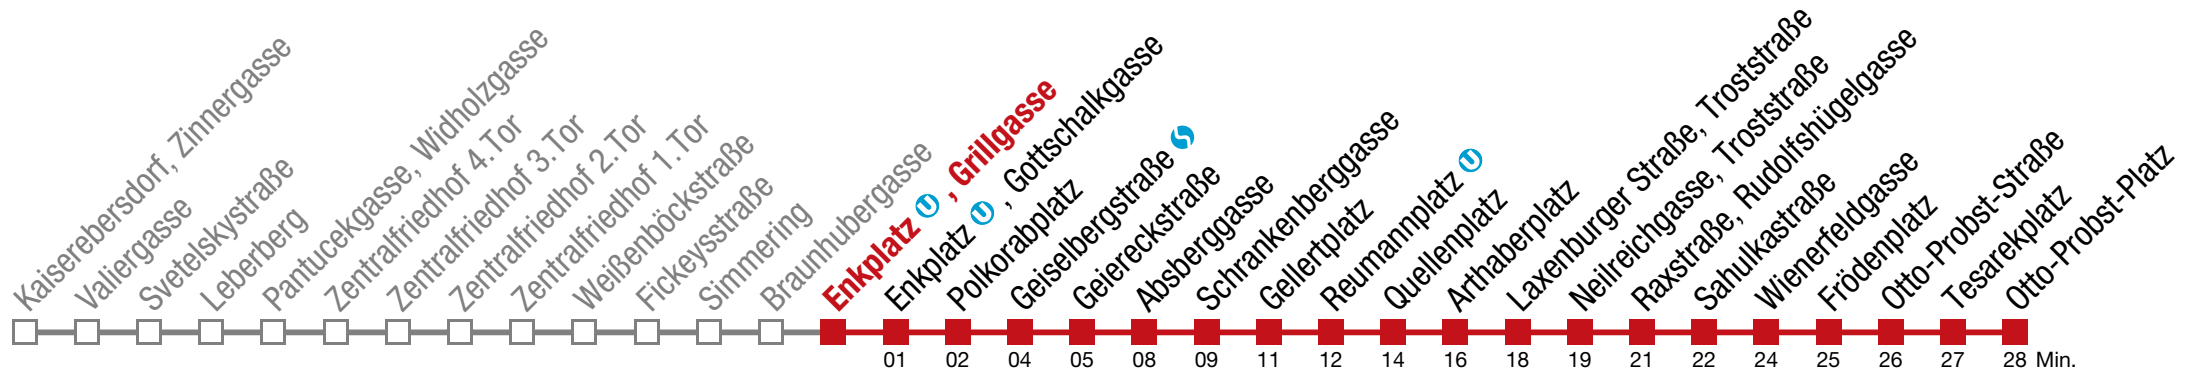 Kaiserebersdorf, Zinnergasse
Valiergasse
Svetelskystraße
Leberberg
Pantucekgasse, Widholzgasse
Zentralfriedhof 4.Tor
Zentralfriedhof 3.Tor
Zentralfriedhof 2.Tor
Zentralfriedhof 1.Tor
Weißenböckstraße
Fickeysstraße
Simmering
Braunhubergasse
Enkplatz U , Grillgasse
Enkplatz U , Gottschalkgasse
Polkorabplatz
Geiselbergstraße S
Geiereckstraße
Absberggasse
Schrankenberggasse
Gellertplatz
Reumannplatz U
Quellenplatz
Arthaberplatz
Laxenburger Straße, Troststraße
Neilreichgasse, Troststraße
Raxstraße, Rudolfshügelgasse
Sahulkastraße
Wienerfeldgasse
Frödenplatz
Otto-Probst-Straße
Tesarekplatz
Otto-Probst-Platz
01 02 04 05 08 09 11 12 14 16 18 19 21 22 24 25 26 27 28 Min.